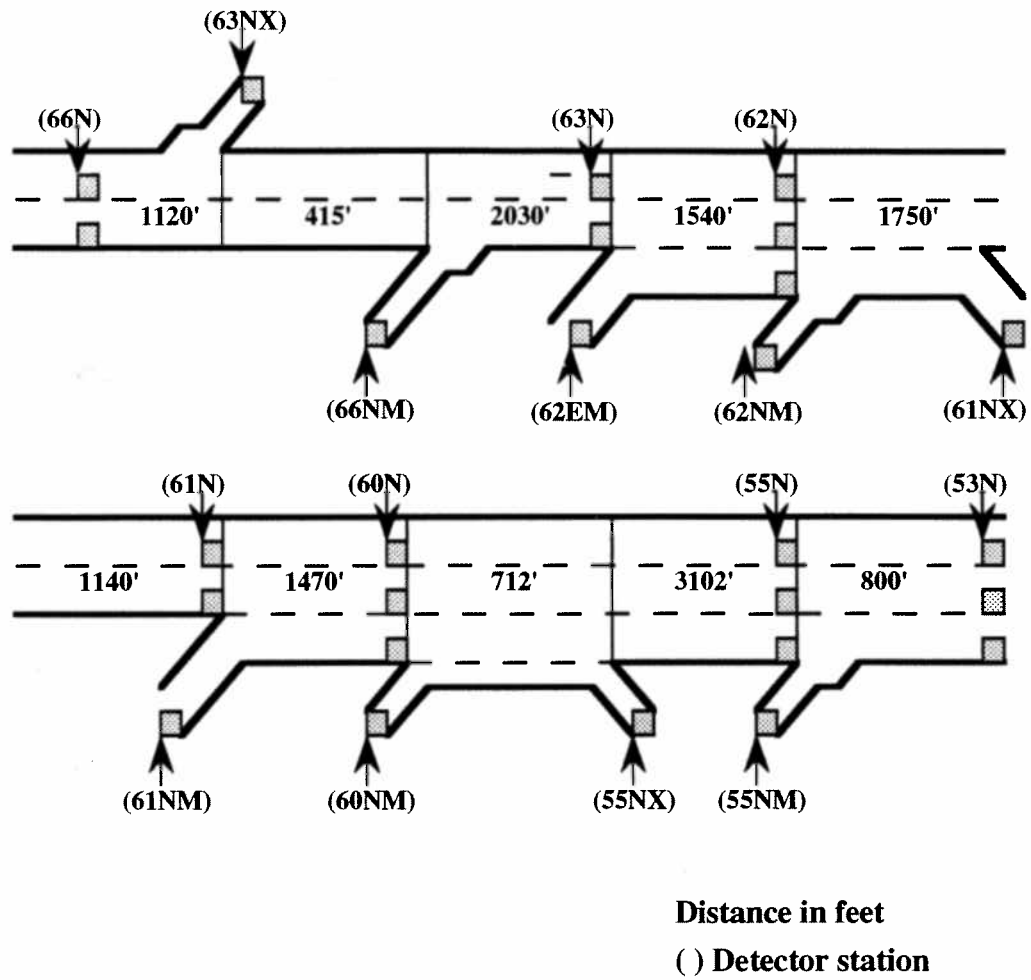 (63NX)
(66N) (63N) (62N)
1120' 415' 2030' 1540' 1750'
(66NM) (62EM) (62NM) (61NX)
(61N) (60N) (55N) (53N)
1140' 1470' 712' 3102' 800'
(61NM) (60NM) (55NX) (55NM)
Distance in feet
( ) Detector station